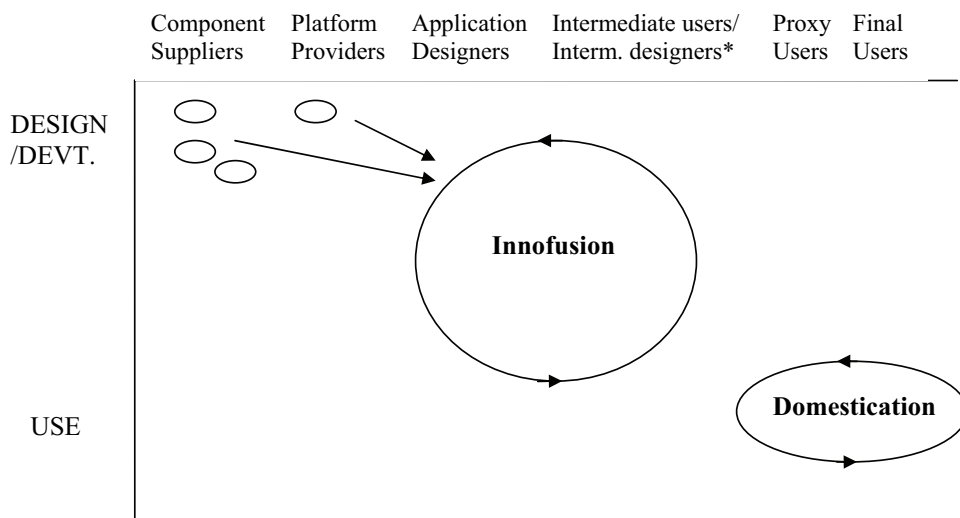 Component Platform Application Intermediate users/ Proxy Final
Suppliers Providers Designers Interm. designers* Users Users
DESIGN
/DEVT.
Innofusion
Domestication
USE